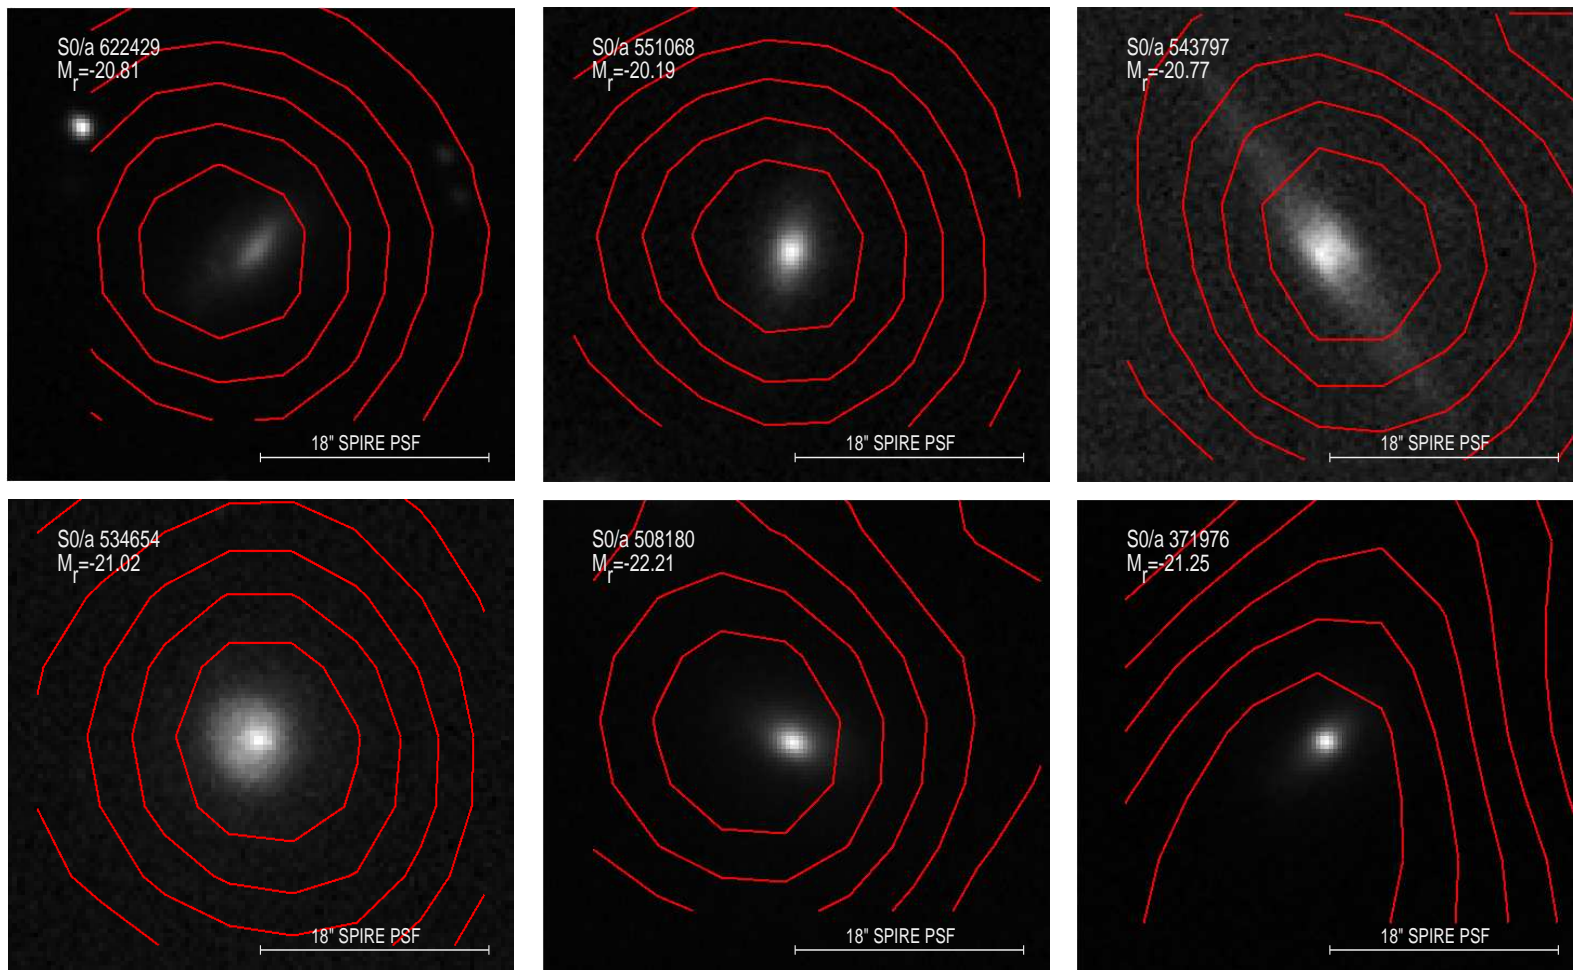 S0/a 622429
M_r=-20.81
18" SPIRE PSF
S0/a 551068
M_r=-20.19
18" SPIRE PSF
S0/a 543797
M_r=-20.77
18" SPIRE PSF
S0/a 534654
M_r=-21.02
18" SPIRE PSF
S0/a 508180
M_r=-22.21
18" SPIRE PSF
S0/a 371976
M_r=-21.25
18" SPIRE PSF